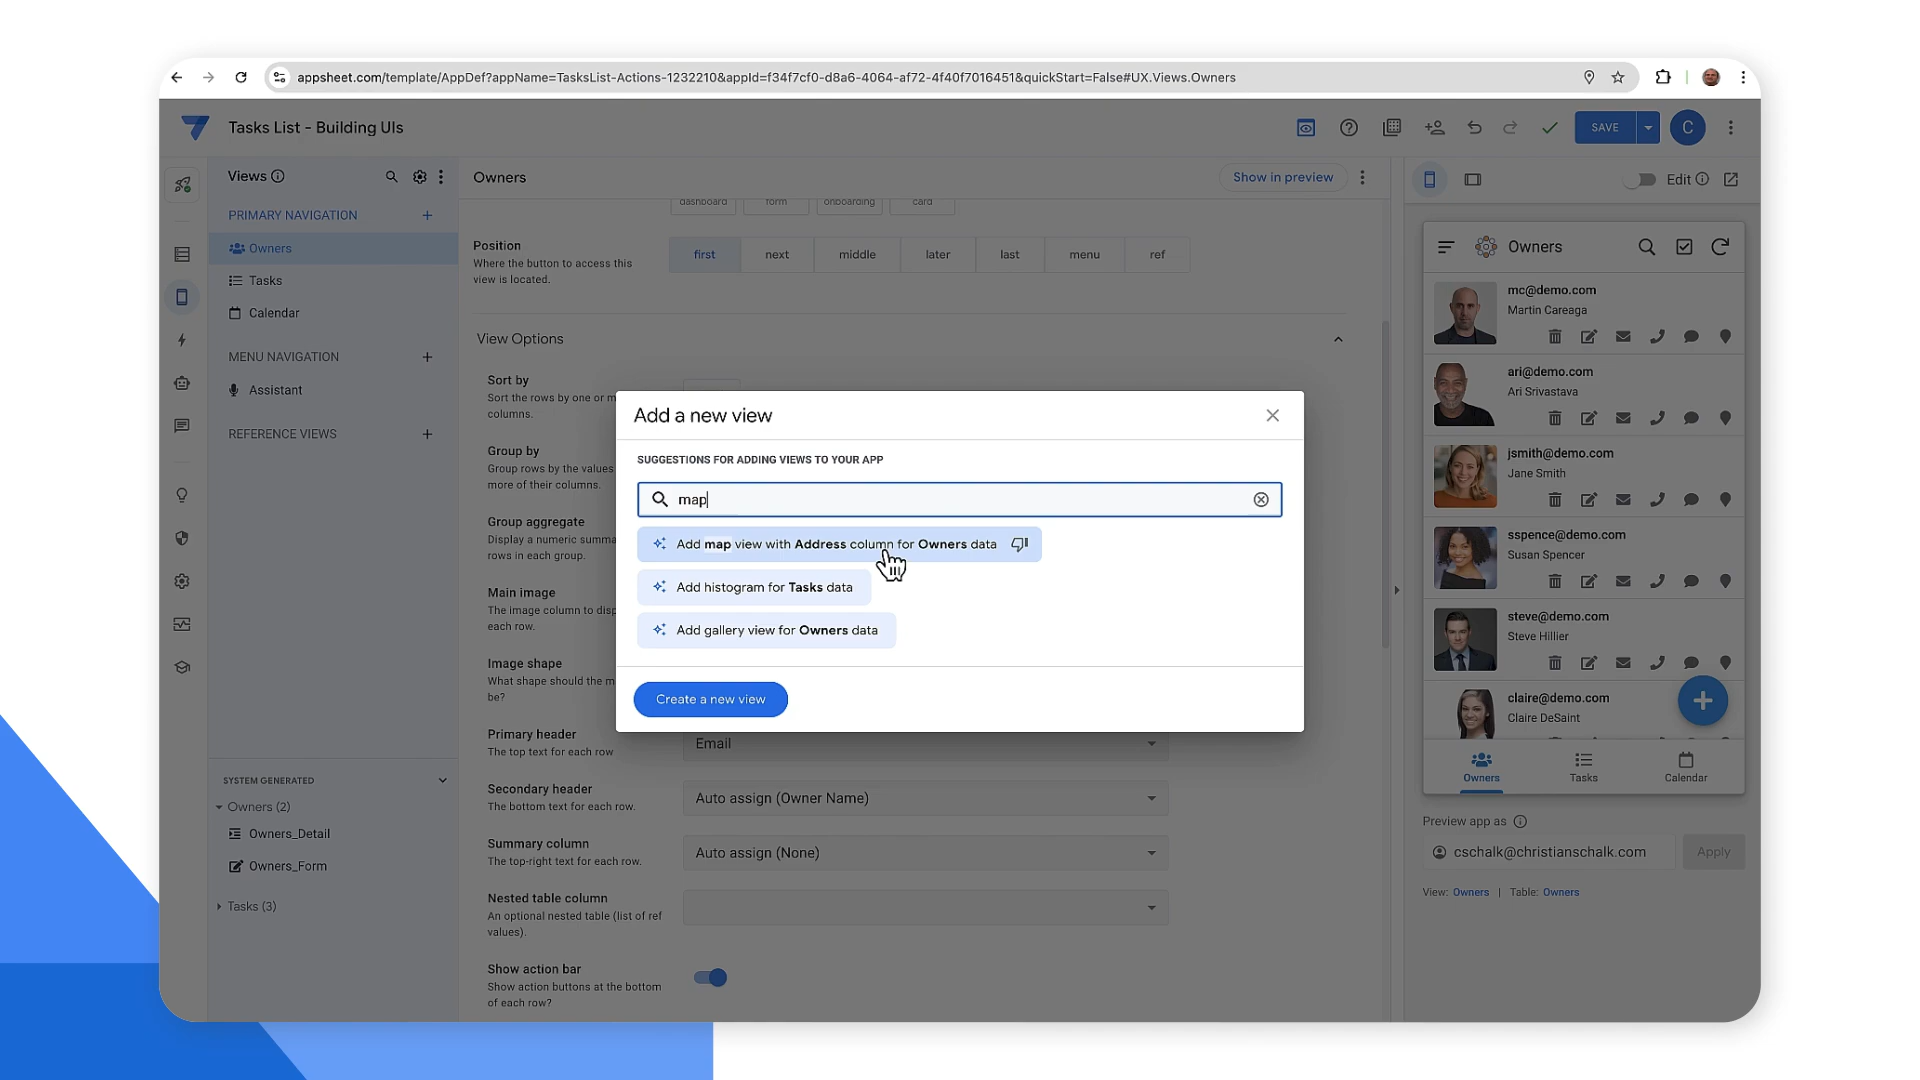 appsheet.com/template/AppDef?appName=TasksList-Actions-1232210&appId=f34f7cf0-d8a6-4064-af72-4f40f7016451&quickStart=False#UX.Views.Owners
Tasks List - Building UIs
SAVE
C
Views
Owners
Show in preview
Edit
PRIMARY NAVIGATION
Owners
Tasks
Calendar
MENU NAVIGATION
Assistant
REFERENCE VIEWS
SYSTEM GENERATED
Owners (2)
Owners_Detail
Owners_Form
Tasks (3)
dashboard form onboarding card
Position
Where the button to access this
view is located.
first next middle later last menu ref
View Options
Sort by
Sort the rows by one or m
columns.
Group by
Group rows by the values
more of their columns.
Group aggregate
Display a numeric summa
rows in each group.
Main image
The image column to disp
each row.
Image shape
What shape should the m
be?
Primary header
The top text for each row
Email
Secondary header
The bottom text for each row.
Auto assign (Owner Name)
Summary column
The top-right text for each row.
Auto assign (None)
Nested table column
An optional nested table (list of ref
values).
Show action bar
Show action buttons at the bottom
of each row?
Add a new view
SUGGESTIONS FOR ADDING VIEWS TO YOUR APP
map
Add map view with Address column for Owners data
Add histogram for Tasks data
Add gallery view for Owners data
Create a new view
Owners
mc@demo.com
Martin Careaga
ari@demo.com
Ari Srivastava
jsmith@demo.com
Jane Smith
sspence@demo.com
Susan Spencer
steve@demo.com
Steve Hillier
claire@demo.com
Claire DeSaint
Owners Tasks Calendar
Preview app as
cschalk@christianschalk.com
Apply
View: Owners | Table: Owners